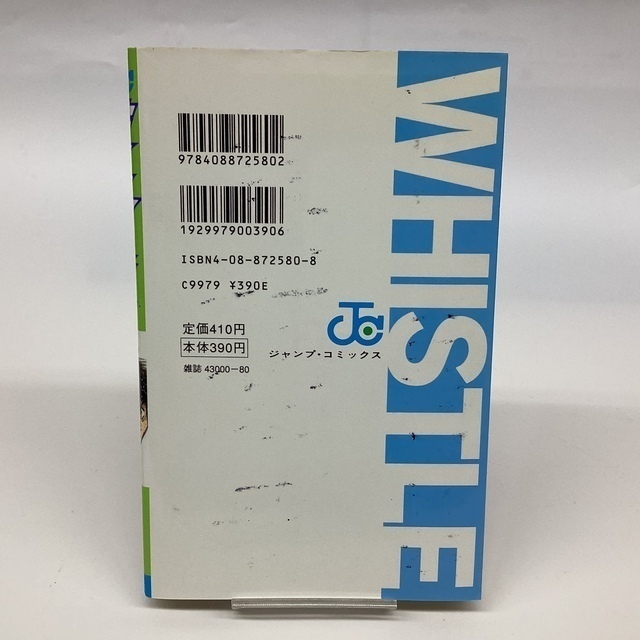 9784088725802
1929979003906
ISBN4-08-872580-8
C9979 ¥390E
定価410円
本体390円
雑誌 43000-80
ジャンプ・コミックス
WHISTLE